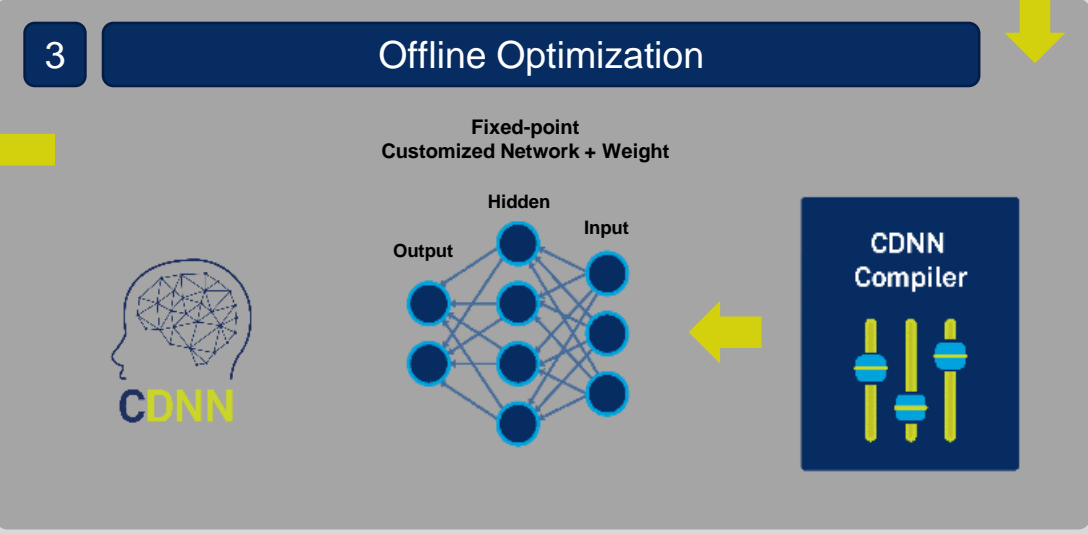 3
Offline Optimization
Fixed-point
Customized Network + Weight
Hidden
Input
Output
CDNN
Compiler
CDNN